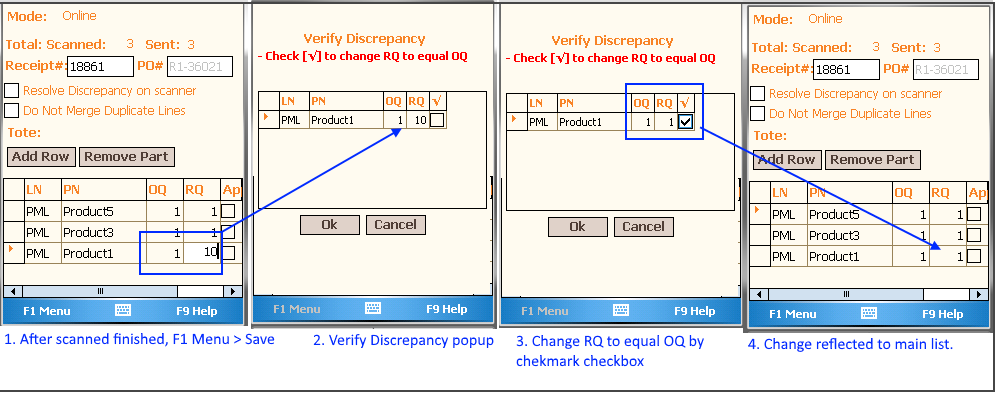 Mode: Online
Total: Scanned: 3 Sent: 3
Receipt#: 18861 PO# R1-36021
Resolve Discrepancy on scanner
Do Not Merge Duplicate Lines
Tote:
Add Row Remove Part
LN PN OQ RQ Ap
PML Product5 1 1
PML Product3 1 1
PML Product1 1 10
F1 Menu F9 Help
1. After scanned finished, F1 Menu > Save
Verify Discrepancy
- Check [√] to change RQ to equal OQ
LN PN OQ RQ √
PML Product1 1 10
Ok Cancel
F1 Menu F9 Help
2. Verify Discrepancy popup
Verify Discrepancy
- Check [√] to change RQ to equal OQ
LN PN OQ RQ √
PML Product1 1 1
Ok Cancel
F1 Menu F9 Help
3. Change RQ to equal OQ by
chekmark checkbox
Mode: Online
Total: Scanned: 3 Sent: 3
Receipt#: 18861 PO# R1-36021
Resolve Discrepancy on scanner
Do Not Merge Duplicate Lines
Tote:
Add Row Remove Part
LN PN OQ RQ Ap
PML Product5 1 1
PML Product3 1 1
PML Product1 1 1
F1 Menu F9 Help
4. Change reflected to main list.